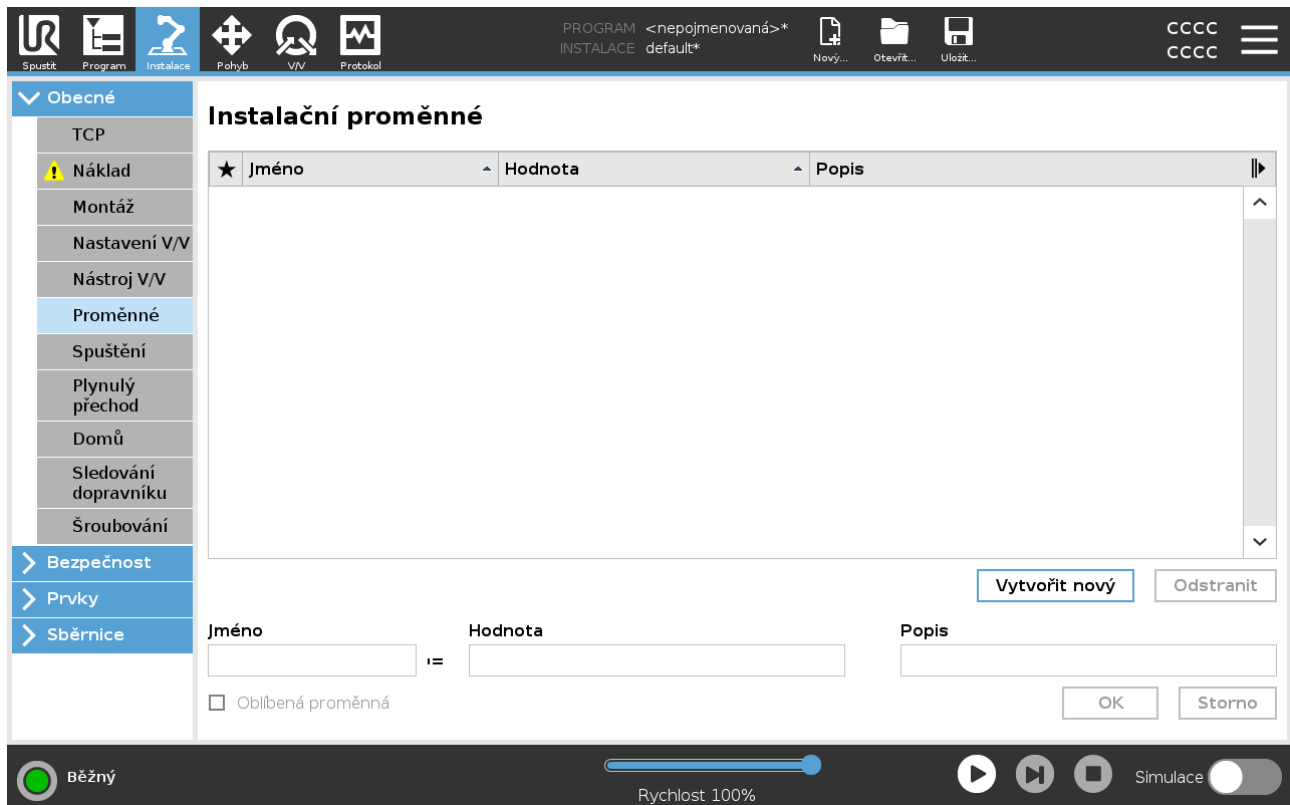 PROGRAM <nepojmenovaná>*
INSTALACE default*
CCCC
CCCC
Spustit Program Instalace Pohyb V/V Protokol Nový... Otevřít... Uložit...
Obecné
TCP
Náklad
Montáž
Nastavení V/V
Nástroj V/V
Proměnné
Spuštění
Plynulý
přechod
Domů
Sledování
dopravníku
Šroubování
Bezpečnost
Prvky
Sběrnice
Instalační proměnné
Jméno Hodnota Popis
Vytvořit nový Odstranit
Jméno Hodnota Popis
:=
Oblíbená proměnná OK Storno
Běžný
Rychlost 100%
Simulace